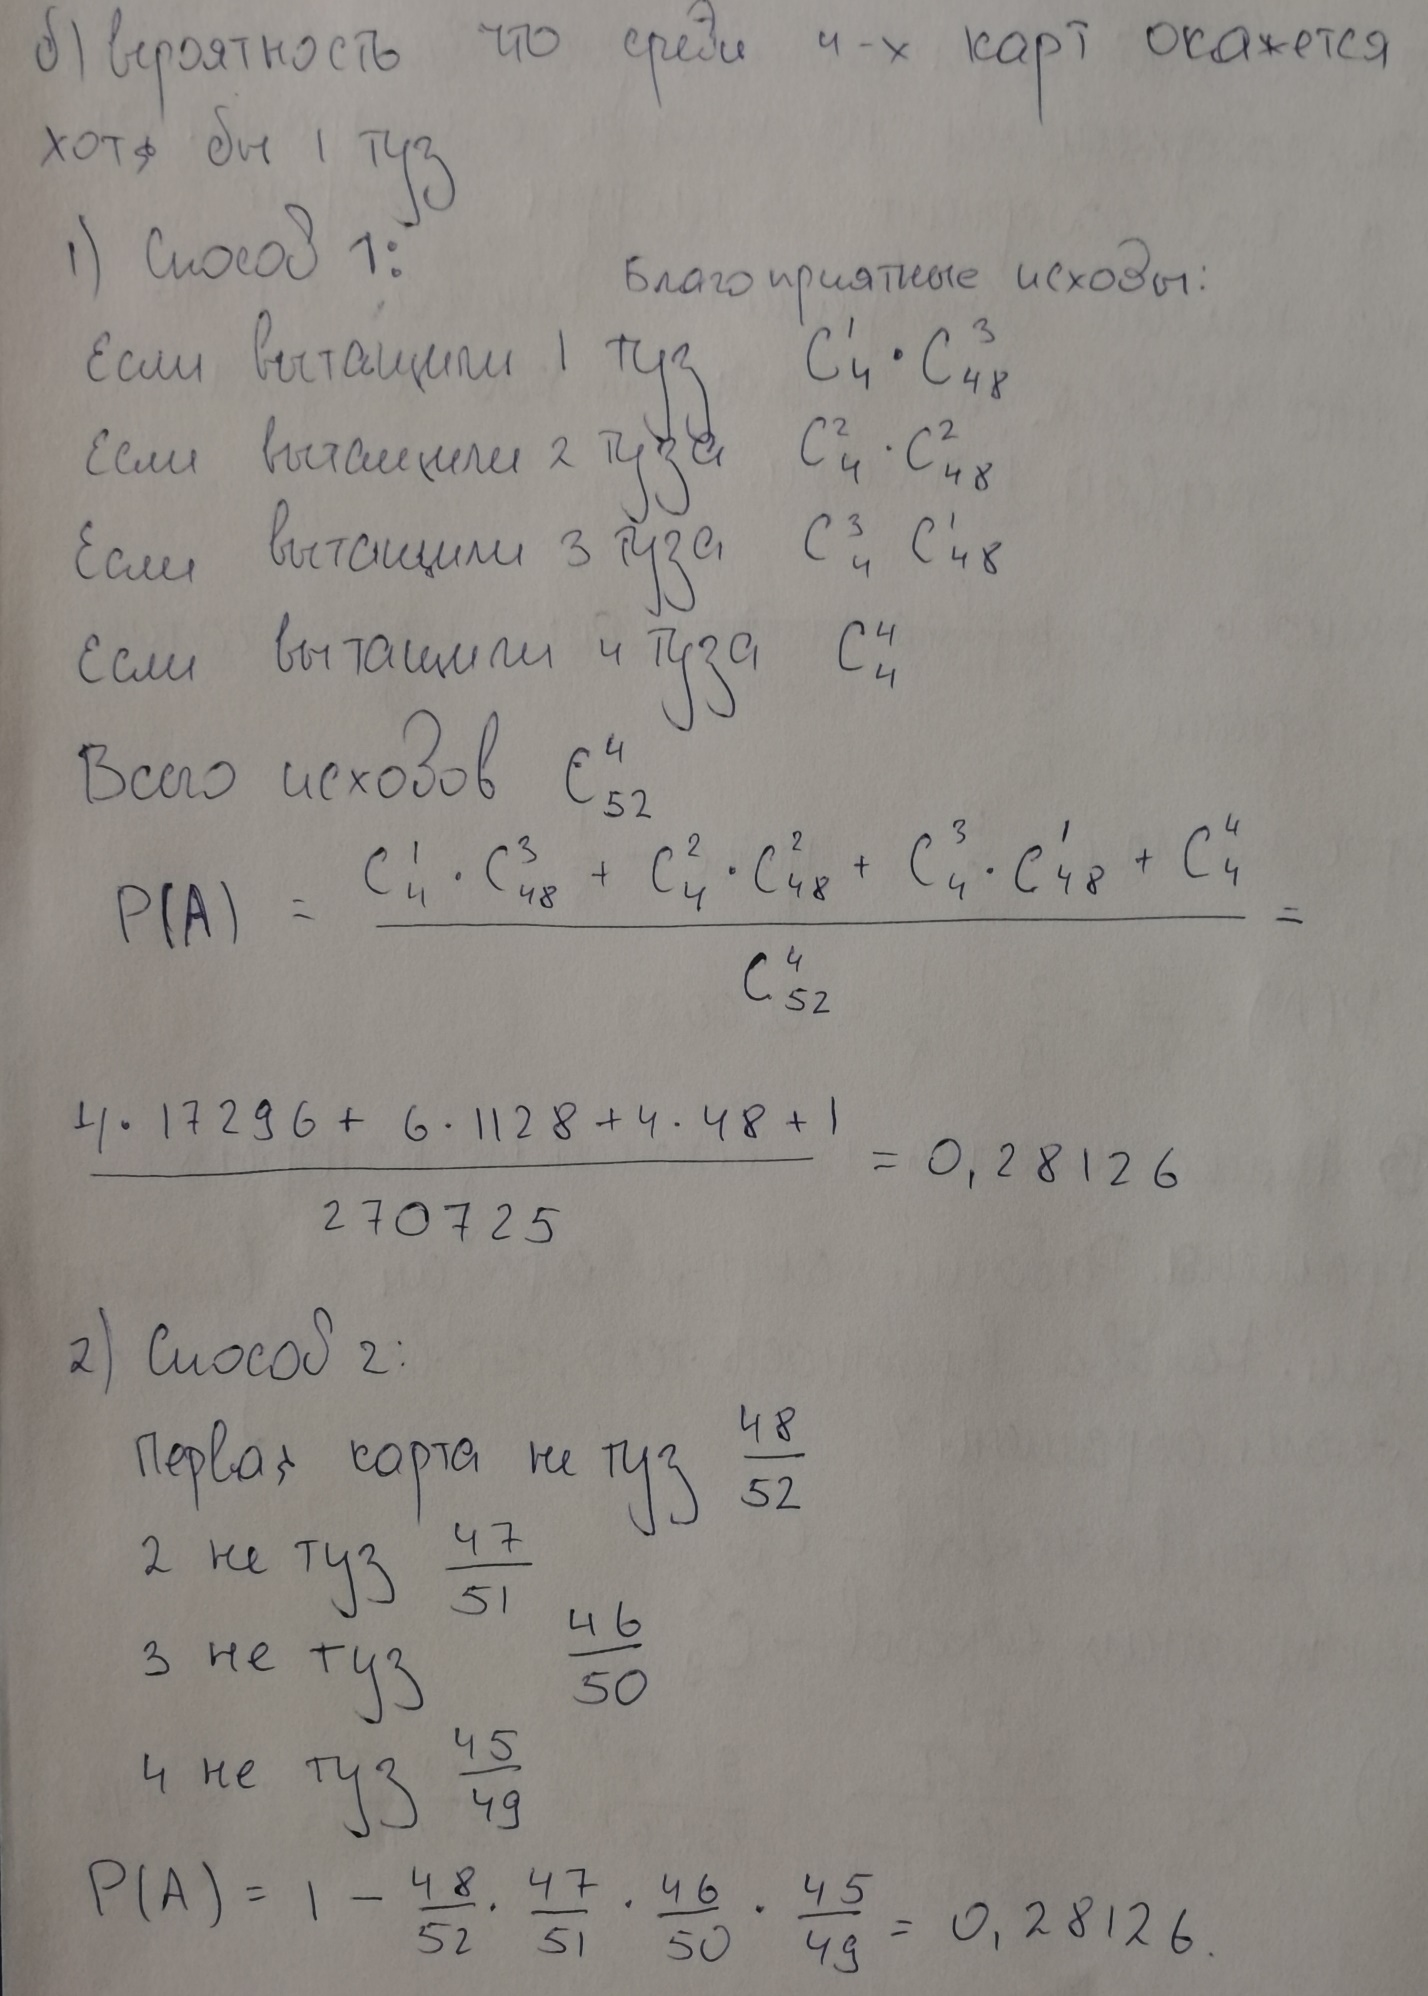 б) вероятность что среди 4-х карт окажется
хотя бы 1 туз
1) Способ 1:
Благоприятные исходы:
Если вытащили 1 туз C¹₄ · C³₄₈
Если вытащили 2 туза C²₄ · C²₄₈
Если вытащили 3 туза C³₄ C¹₄₈
Если вытащили 4 туза C⁴₄
Всего исходов C⁴₅₂
P(A) = (C¹₄ · C³₄₈ + C²₄ · C²₄₈ + C³₄ · C¹₄₈ + C⁴₄) / C⁴₅₂ =
(4 · 17296 + 6 · 1128 + 4 · 48 + 1) / 270725 = 0,28126
2) Способ 2:
Первая карта не туз 48/52
2 не туз 47/51
3 не туз 46/50
4 не туз 45/49
P(A) = 1 - 48/52 · 47/51 · 46/50 · 45/49 = 0,28126.